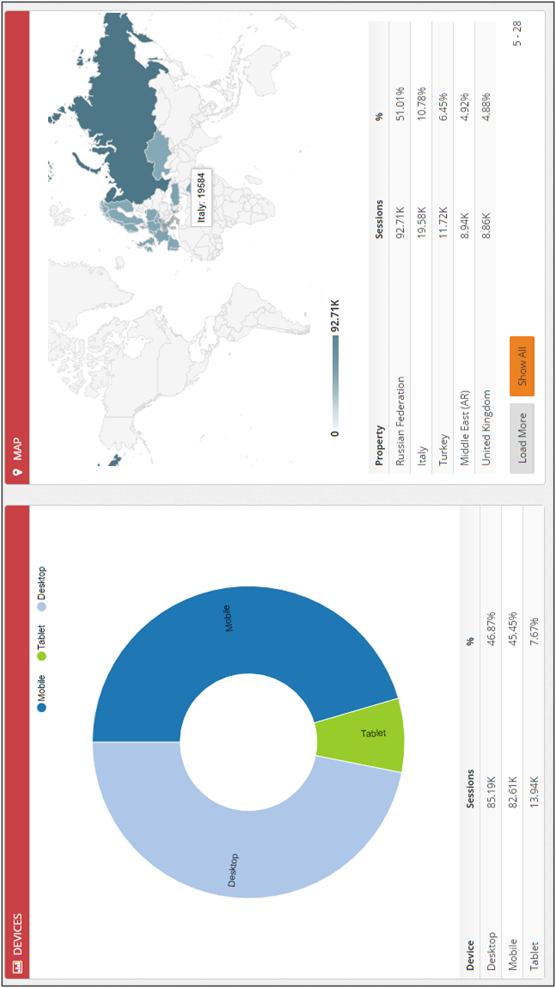 DEVICES
Mobile Tablet Desktop
Mobile
Tablet
Desktop
Device Sessions %
Desktop 85.19K 46.87%
Mobile 82.61K 45.45%
Tablet 13.94K 7.67%
MAP
Italy: 19584
0 92.71K
Property Sessions %
Russian Federation 92.71K 51.01%
Italy 19.58K 10.78%
Turkey 11.72K 6.45%
Middle East (AR) 8.94K 4.92%
United Kingdom 8.86K 4.88%
Load More Show All 5 - 28